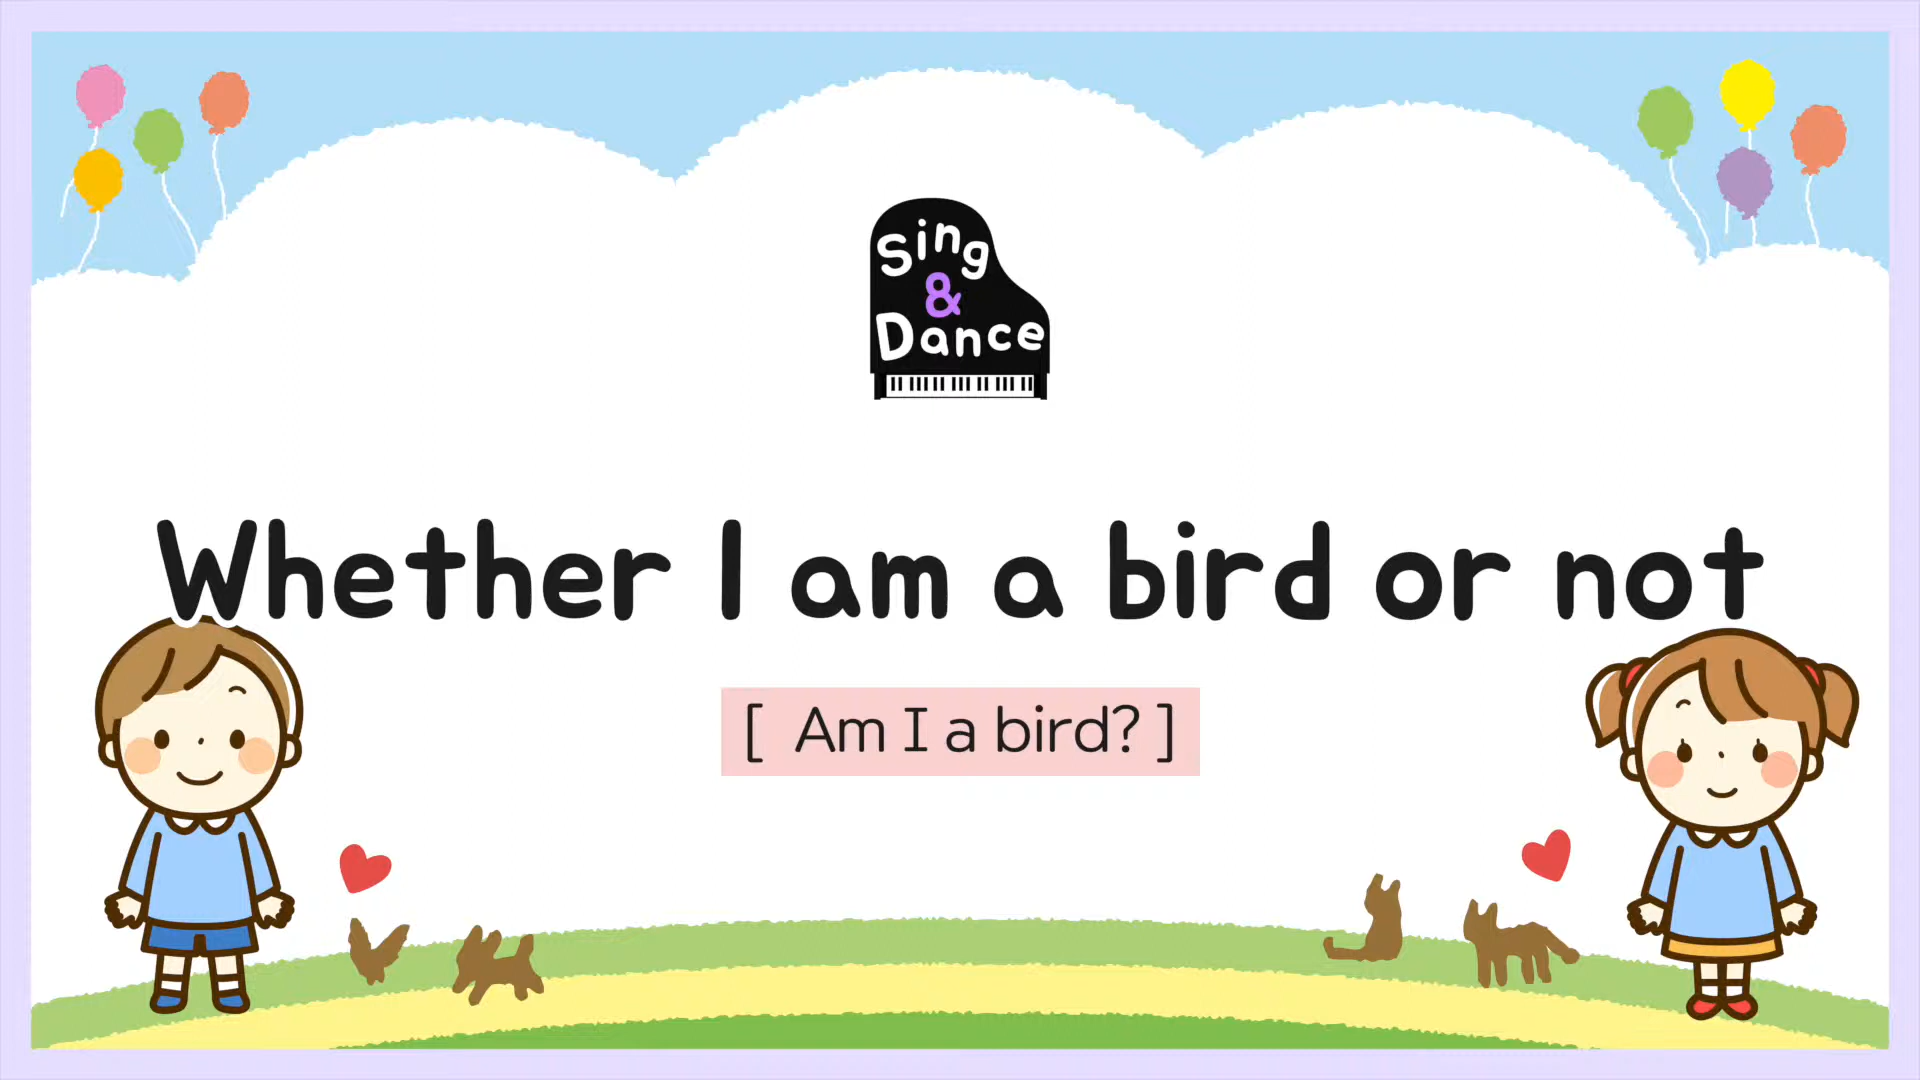 Sing
&
Dance
Whether I am a bird or not
[ Am I a bird? ]